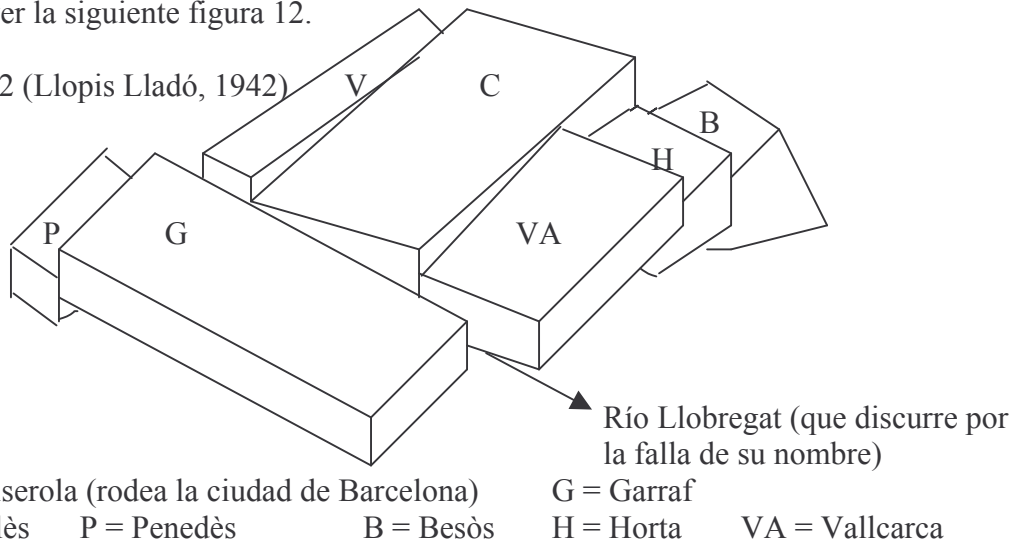 er la siguiente figura 12.
2 (Llopis Lladó, 1942)
V
C
B
H
P
G
VA
Río Llobregat (que discurre por
la falla de su nombre)
serola (rodea la ciudad de Barcelona) G = Garraf
lès P = Penedès B = Besòs H = Horta VA = Vallcarca